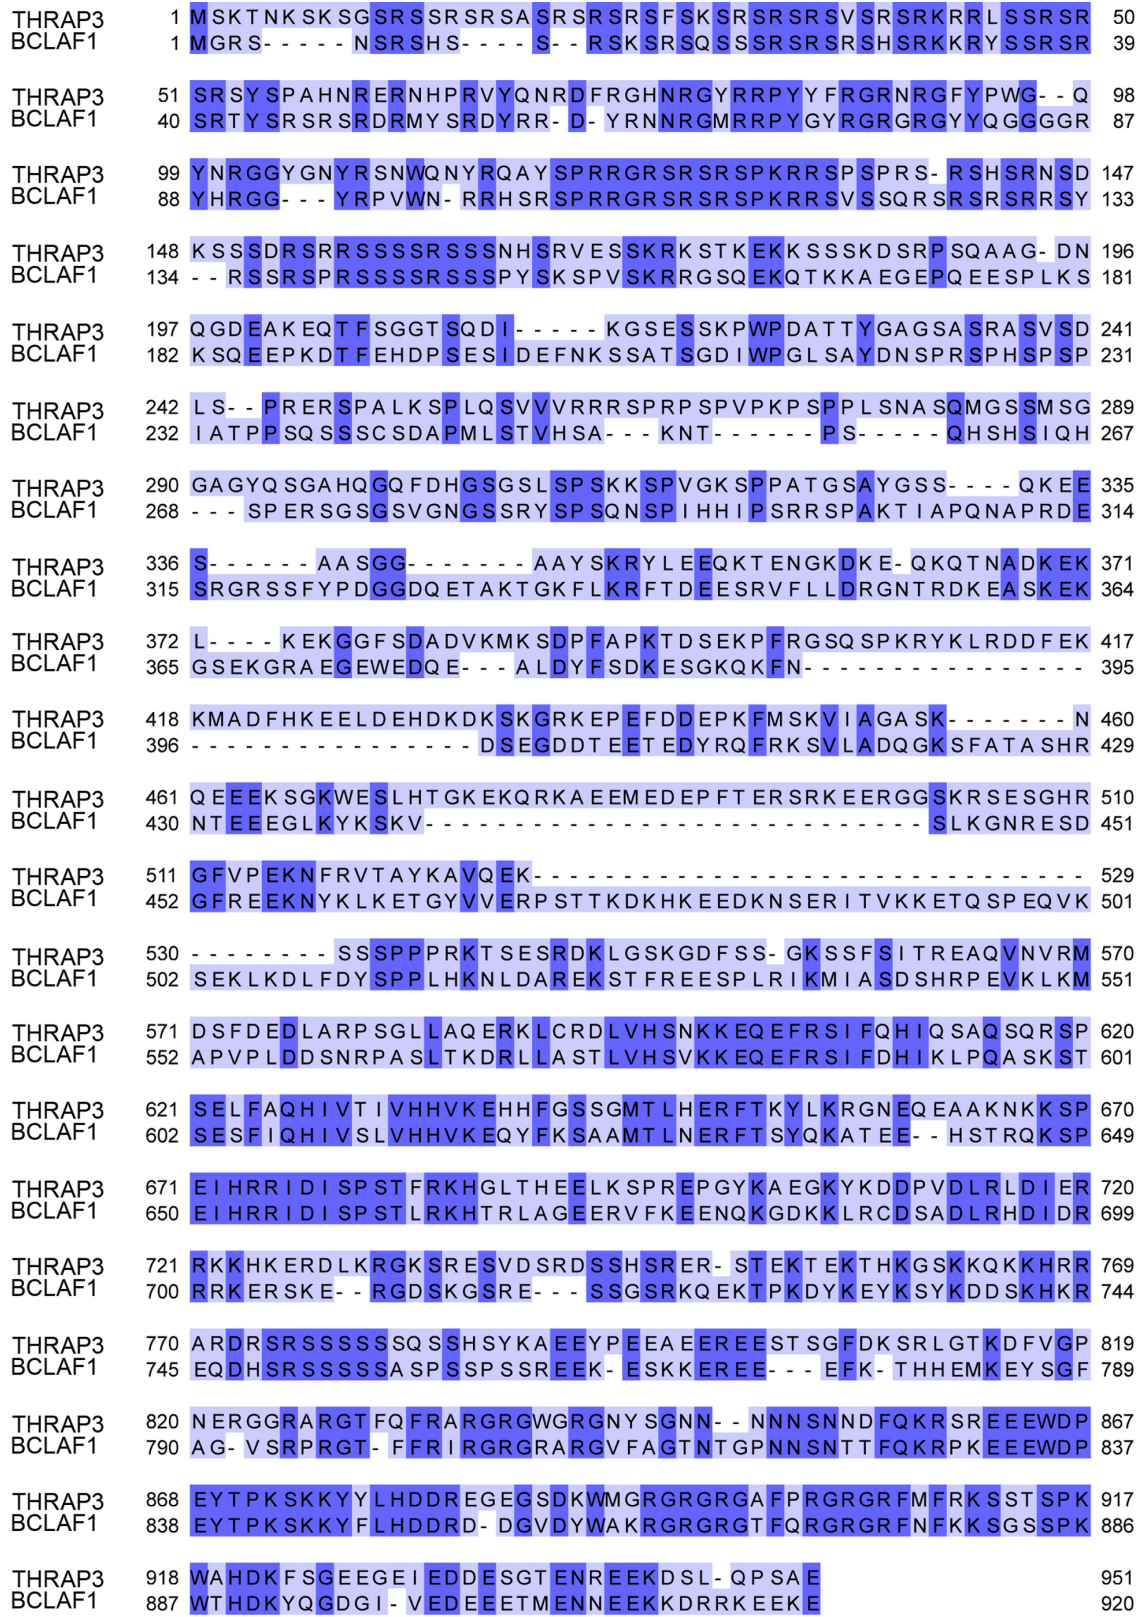 THRAP3 1 MSKTNKSKSGSRSSRSRSASRSRSRSFSKSRSRSRSVSRSRKRRLSSRSR 50
BCLAF1 1 MGRS-----NSRSHS----S--RSKSRSQSSSRSRSRSHSRKKRYSSRSR 39
THRAP3 51 SRSYSPAHNRERNHPRVYQNRDFRGHNRGYRRPYYFRGRNRGFYPWG--Q 98
BCLAF1 40 SRTYSRSRSRDRMYSRDYRR-D-YRNNRGMRRPYGYRGRGRGYYQGGGGR 87
THRAP3 99 YNRGGYGNYRSNWQNYRQAYSPRRGRSRSRSPKRRSPSPRS-RSHSRNSD 147
BCLAF1 88 YHRGG---YRPVWN-RRHSRSPRRGRSRSRSPKRRSVSSQRSRSRSRRSY 133
THRAP3 148 KSSSDRSRRSSSSRSSSNHSRVESSKRKSTKEKKSSSKDSRPSQAAG-DN 196
BCLAF1 134 --RSSRSPRSSSSRSSSPYSKSPVSKRRGSQEKQTKKAEGEPQEESPLKS 181
THRAP3 197 QGDEAKEQTFSGGTSQDI-----KGSESSKPWPDATTYGAGSASRASVSD 241
BCLAF1 182 KSQEEPKDTFEHDPSESIDEFNKSSATSGDIWPGLSAYDNSPRSPHSPSP 231
THRAP3 242 LS--PRERSPALKSPLQSVVVRRRSPRPSPVPKPSPPLSNASQMGSSMSG 289
BCLAF1 232 IATPPSQSSSCSDAPMLSTVHSA---KNT------PS-----QHSHSIQH 267
THRAP3 290 GAGYQSGAHQGQFDHGSGSLSPSKKSPVGKSPPATGSAYGSS----QKEE 335
BCLAF1 268 ---SPERSGSGSVGNGSSRYSPSQNSPIHHIPSRRSPAKTIAPQNAPRDE 314
THRAP3 336 S------AASGG-------AAYSKRYLEEQKTENGKDKE-QKQTNADKEK 371
BCLAF1 315 SRGRSSFYPDGGDQETAKTGKFLKRFTDEESRVFLLDRGNTRDKEASKEK 364
THRAP3 372 L----KEKGGFSDADVKMKSDPFAPKTDSEKPFRGSQSPKRYKLRDDFEK 417
BCLAF1 365 GSEKGRAEGEWEDQE---ALDYFSDKESGKQKFN---------------- 395
THRAP3 418 KMADFHKEELDEHDKDKSKGRKEPEFDDEPKFMSKVIAGASK-------N 460
BCLAF1 396 ----------------DSEGDDTEETEDYRQFRKSVLADQGKSFATASHR 429
THRAP3 461 QEEEKSGKWESLHTGKEKQRKAEEMEDEPFTERSRKEERGGSKRSESGHR 510
BCLAF1 430 NTEEEGLKYKSKV----------------------------SLKGNRESD 451
THRAP3 511 GFVPEKNFRVTAYKAVQEK------------------------------- 529
BCLAF1 452 GFREEKNYKLKETGYVVERPSTTKDKHKEEDKNSERITVKKETQSPEQVK 501
THRAP3 530 --------SSSPPPRKTSESRDKLGSKGDFSS-GKSSFSITREAQVNVRM 570
BCLAF1 502 SEKLKDLFDYSPPLHKNLDAREKSTFREESPLRIKMIASDSHRPEVKLKM 551
THRAP3 571 DSFDEDLARPSGLLAQERKLCRDLVHSNKKEQEFRSIFQHIQSAQSQRSP 620
BCLAF1 552 APVPLDDSNRPASLTKDRLLASTLVHSVKKEQEFRSIFDHIKLPQASKST 601
THRAP3 621 SELFAQHIVTIVHHVKEHHFGSSGMTLHERFTKYLKRGNEQEAAKNKKSP 670
BCLAF1 602 SESFIQHIVSLVHHVKEQYFKSAAMTLNERFTSYQKATEE--HSTRQKSP 649
THRAP3 671 EIHRRIDISPSTFRKHGLTHEELKSPREPGYKAEGKYKDDPVDLRLDIER 720
BCLAF1 650 EIHRRIDISPSTLRKHTRLAGEERVFKEENQKGDKKLRCDSADLRHDIDR 699
THRAP3 721 RKKHKERDLKRGKSRESVDSRDSSHSRER-STEKTEKTHKGSKKQKKHRR 769
BCLAF1 700 RRKERSKE--RGDSKGSRE---SSGSRKQEKTPKDYKEYKSYKDDSKHKR 744
THRAP3 770 ARDRSRSSSSSSQSSHSYKAEEYPEEAEEREESTSGFDKSRLGTKDFVGP 819
BCLAF1 745 EQDHSRSSSSSASPSSPSSREEK-ESKKEREE---EFK-THHEMKEYSGF 789
THRAP3 820 NERGGRARGTFQFRARGRGWGRGNYSGNN--NNNSNNDFQKRSREEEWDP 867
BCLAF1 790 AG-VSRPRGT-FFRIRGRGRARGVFAGTNTGPNNSNTTFQKRPKEEEWDP 837
THRAP3 868 EYTPKSKKYYLHDDREGEGSDKWMGRGRGRGAFPRGRGRFMFRKSSTSPK 917
BCLAF1 838 EYTPKSKKYFLHDDRD-DGVDYWAKRGRGRGTFQRGRGRFNFKKSGSSPK 886
THRAP3 918 WAHDKFSGEEGEIEDDESGTENREEKDSL-QPSAE 951
BCLAF1 887 WTHDKYQGDGI-VEDEEETMENNEEKKDRRKEEKE 920